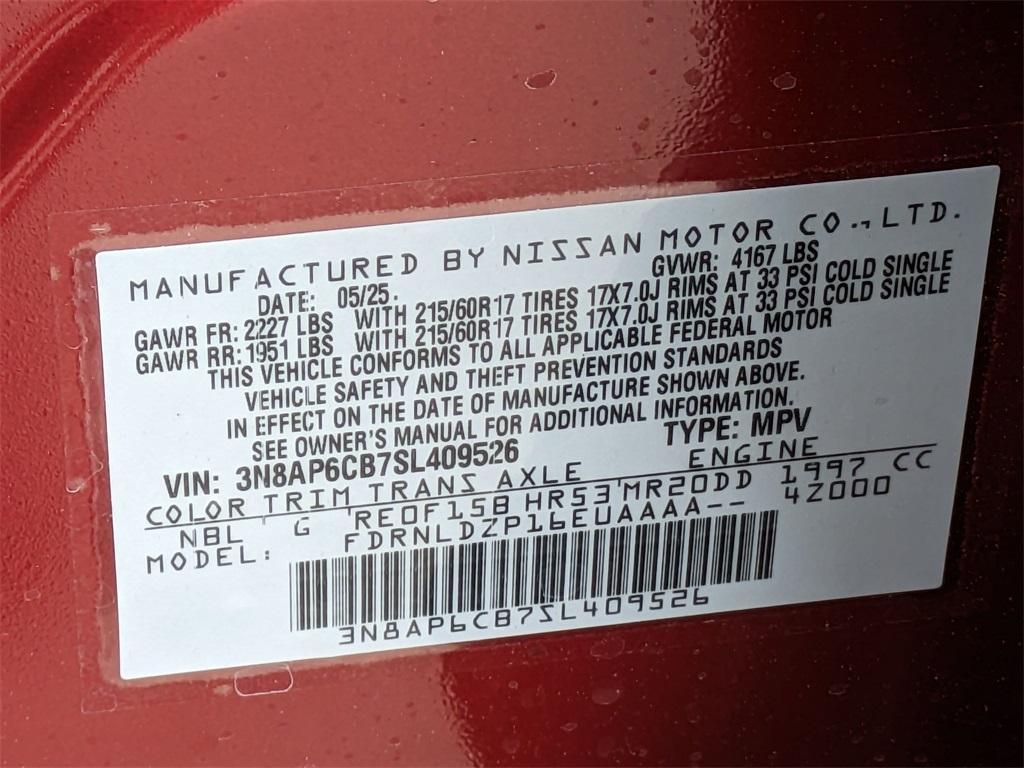 MANUFACTURED BY NISSAN MOTOR CO., LTD.
DATE: 05/25. GVWR: 4167 LBS
GAWR FR: 2227 LBS WITH 215/60R17 TIRES 17X7.0J RIMS AT 33 PSI COLD SINGLE
GAWR RR: 1951 LBS WITH 215/60R17 TIRES 17X7.0J RIMS AT 33 PSI COLD SINGLE
THIS VEHICLE CONFORMS TO ALL APPLICABLE FEDERAL MOTOR
VEHICLE SAFETY AND THEFT PREVENTION STANDARDS
IN EFFECT ON THE DATE OF MANUFACTURE SHOWN ABOVE.
SEE OWNER'S MANUAL FOR ADDITIONAL INFORMATION.
VIN: 3N8AP6CB7SL409526 TYPE: MPV
COLOR TRIM TRANS AXLE ENGINE
NBL G RE0F15B HR53 MR20DD 1997 CC
MODEL: FDRNLDZP16EUAAAA-- 4Z000
3N8AP6CB7SL409526